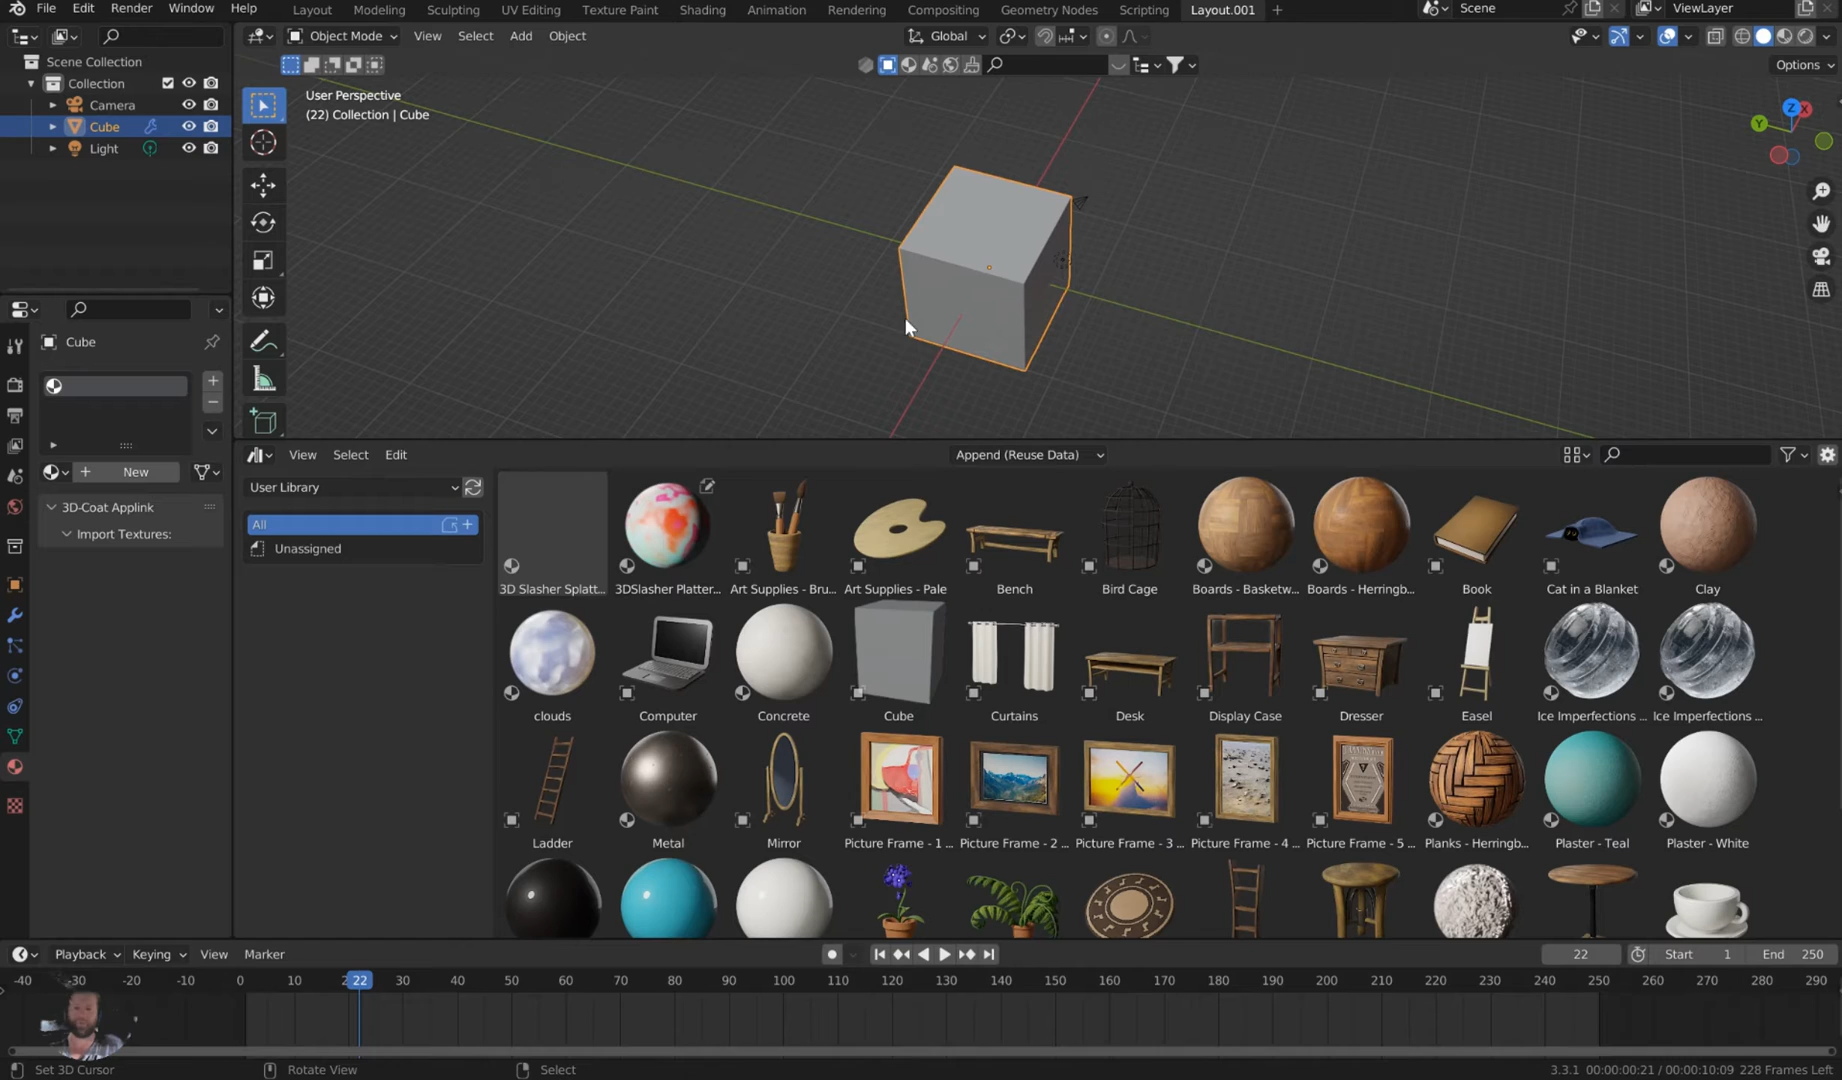 File Edit Render Window Help Layout Modeling Sculpting UV Editing Texture Paint Shading Animation Rendering Compositing Geometry Nodes Scripting Layout.001 + Scene ViewLayer
Object Mode View Select Add Object Global
Scene Collection
Options
Collection
Camera
Cube
Light
User Perspective
(22) Collection | Cube
Z X Y
Cube
New
3D-Coat Applink
Import Textures:
View Select Edit Append (Reuse Data)
User Library
All
Unassigned
3D Slasher Splatt... 3DSlasher Platter... Art Supplies - Bru... Art Supplies - Pale Bench Bird Cage Boards - Basketw... Boards - Herringb... Book Cat in a Blanket Clay
clouds Computer Concrete Cube Curtains Desk Display Case Dresser Easel Ice Imperfections ... Ice Imperfections ...
Ladder Metal Mirror Picture Frame - 1 ... Picture Frame - 2 ... Picture Frame - 3 ... Picture Frame - 4 ... Picture Frame - 5 ... Planks - Herringb... Plaster - Teal Plaster - White
Playback Keying View Marker 22 Start 1 End 250
-40 -30 -20 -10 0 10 22 30 40 50 60 70 80 90 100 110 120 130 140 150 160 170 180 190 200 210 220 230 240 250 260 270 280 290
Set 3D Cursor Rotate View Select 3.3.1 00:00:00:21 / 00:00:10:09 228 Frames Left